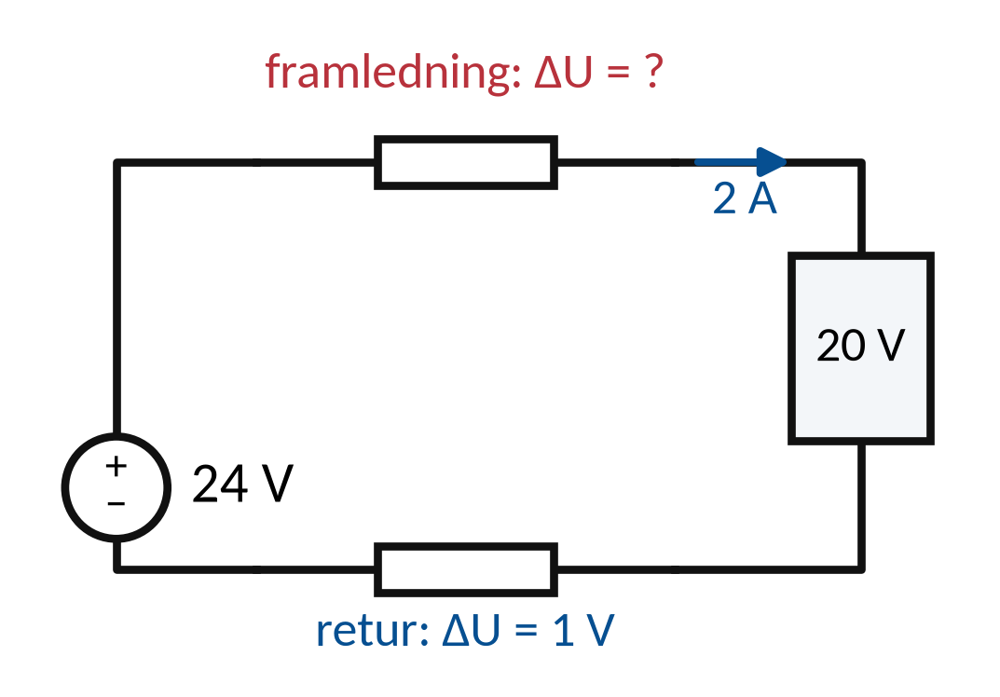 framledning: ΔU = ?
2 A
20 V
+
−
24 V
retur: ΔU = 1 V